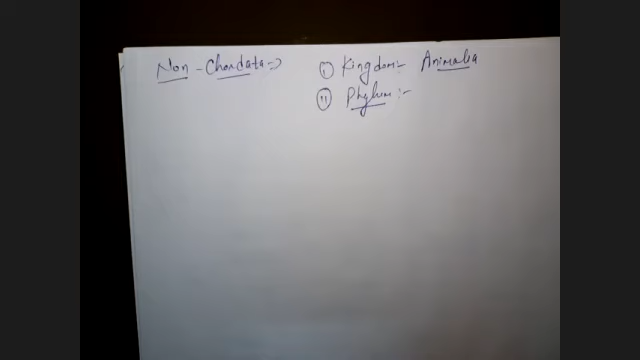 Non - Chordata => (i) Kingdom :- Animalia
(ii) Phylum :-